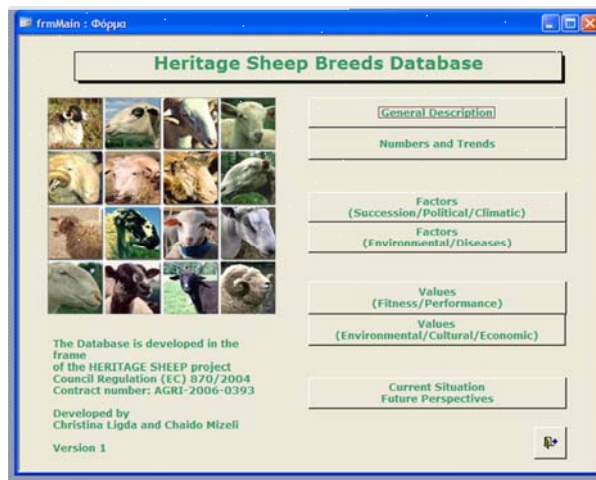 frmMain : Φόρμα
Heritage Sheep Breeds Database
General Description
Numbers and Trends
Factors
(Succession/Political/Climatic)
Factors
(Environmental/Diseases)
Values
(Fitness/Performance)
Values
(Environmental/Cultural/Economic)
Current Situation
Future Perspectives
The Database is developed in the
frame
of the HERITAGE SHEEP project
Council Regulation (EC) 870/2004
Contract number: AGRI-2006-0393
Developed by
Christina Ligda and Chaido Mizeli
Version 1